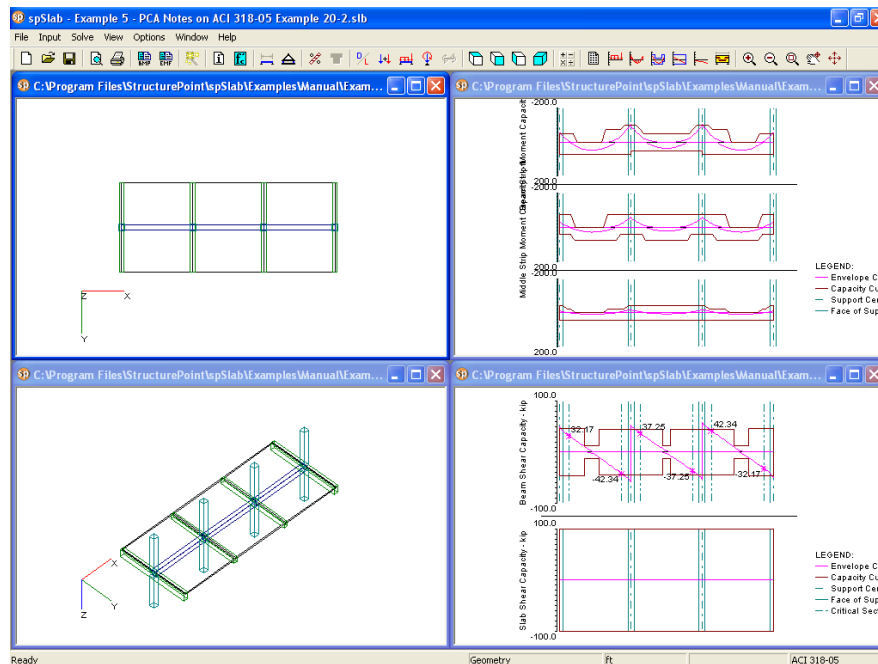 spSlab - Example 5 - PCA Notes on ACI 318-05 Example 20-2.slb
File Input Solve View Options Window Help
C:\Program Files\StructurePoint\spSlab\Examples\Manual\Exam...
Z X
Y
C:\Program Files\StructurePoint\spSlab\Examples\Manual\Exam...
-200.0
200.0
-200.0
Middle Strip Moment Capacity
200.0
-200.0
200.0
LEGEND:
Envelope C
Capacity Cu
Support Cen
Face of Sup
C:\Program Files\StructurePoint\spSlab\Examples\Manual\Exam...
X
Y
Z
C:\Program Files\StructurePoint\spSlab\Examples\Manual\Exam...
100.0
Beam Shear Capacity - kip
32.17 37.25 42.34
-42.34 -37.25 -32.17
-100.0
100.0
Slab Shear Capacity - kip
-100.0
LEGEND:
Envelope C
Capacity Cu
Support Cen
Face of Sup
Critical Sec
Ready Geometry ft ACI 318-05